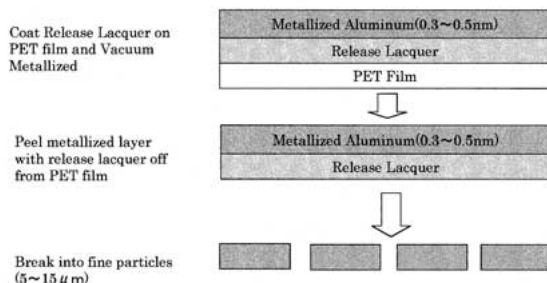 Coat Release Lacquer on
PET film and Vacuum
Metallized
Metallized Aluminum(0.3～0.5nm)
Release Lacquer
PET Film
Peel metallized layer
with release lacquer off
from PET film
Metallized Aluminum(0.3～0.5nm)
Release Lacquer
Break into fine particles
(5～15μm)